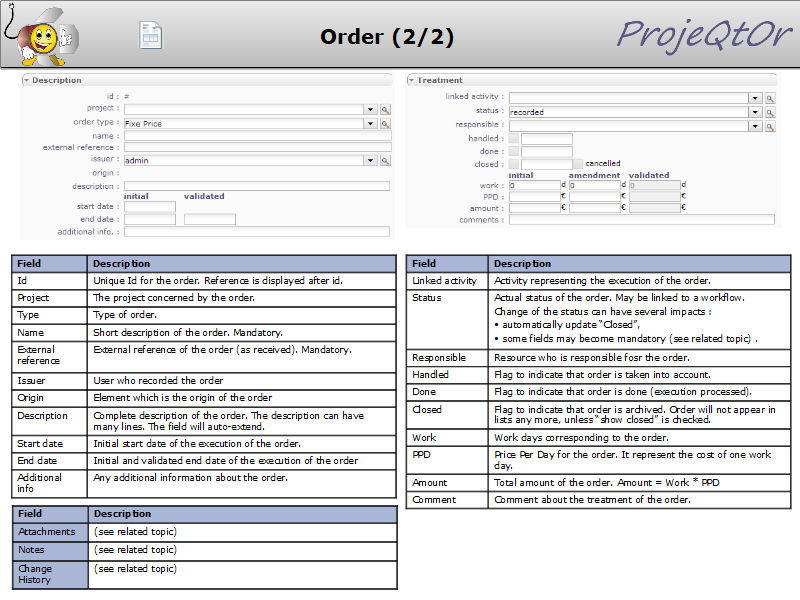 Order (2/2)
ProjeQtOr
Description
id : #
project :
order type : Fixe Price
name :
external reference :
issuer : admin
origin :
description :
initial validated
start date :
end date :
additional info. :
Treatment
linked activity :
status : recorded
responsible :
handled :
done :
closed : cancelled
initial amendment validated
work : 0 d 0 d 0 d
PPD : € € €
amount : € € €
comments :
Field Description
Id Unique Id for the order. Reference is displayed after id.
Project The project concerned by the order.
Type Type of order.
Name Short description of the order. Mandatory.
External External reference of the order (as received). Mandatory.
reference
Issuer User who recorded the order
Origin Element which is the origin of the order
Description Complete description of the order. The description can have
many lines. The field will auto-extend.
Start date Initial start date of the execution of the order.
End date Initial and validated end date of the execution of the order
Additional Any additional information about the order.
info
Field Description
Attachments (see related topic)
Notes (see related topic)
Change (see related topic)
History
Field Description
Linked activity Activity representing the execution of the order.
Status Actual status of the order. May be linked to a workflow.
Change of the status can have several impacts :
• automatically update “Closed”,
• some fields may become mandatory (see related topic) .
Responsible Resource who is responsible fosr the order.
Handled Flag to indicate that order is taken into account.
Done Flag to indicate that order is done (execution processed).
Closed Flag to indicate that order is archived. Order will not appear in
lists any more, unless “show closed” is checked.
Work Work days corresponding to the order.
PPD Price Per Day for the order. It represent the cost of one work
day.
Amount Total amount of the order. Amount = Work * PPD
Comment Comment about the treatment of the order.